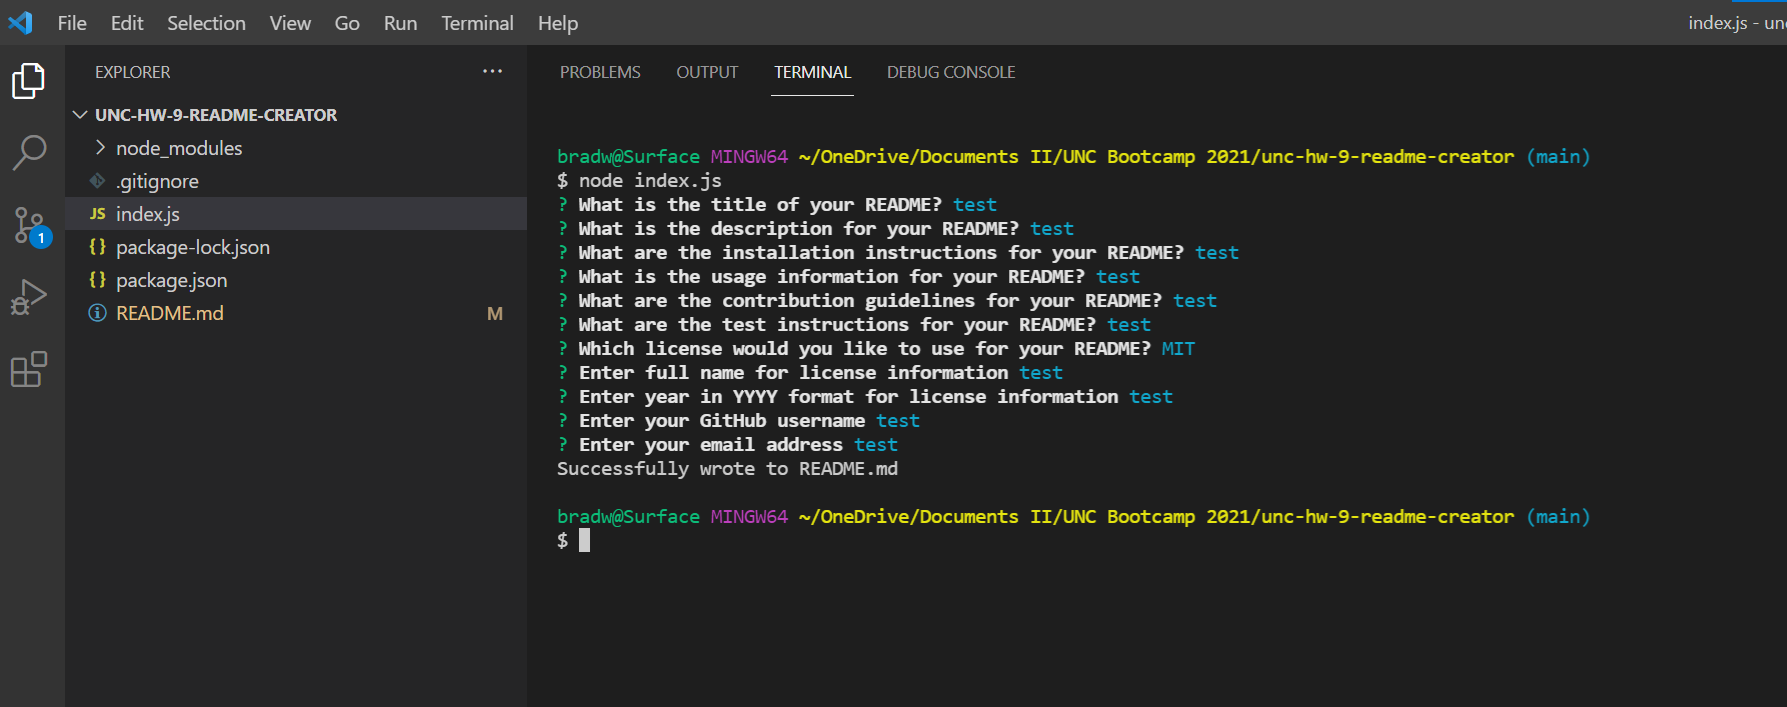 File Edit Selection View Go Run Terminal Help
index.js - un
EXPLORER
UNC-HW-9-README-CREATOR
node_modules
.gitignore
JS index.js
{} package-lock.json
{} package.json
README.md M
1
PROBLEMS OUTPUT TERMINAL DEBUG CONSOLE
bradw@Surface MINGW64 ~/OneDrive/Documents II/UNC Bootcamp 2021/unc-hw-9-readme-creator (main)
$ node index.js
? What is the title of your README? test
? What is the description for your README? test
? What are the installation instructions for your README? test
? What is the usage information for your README? test
? What are the contribution guidelines for your README? test
? What are the test instructions for your README? test
? Which license would you like to use for your README? MIT
? Enter full name for license information test
? Enter year in YYYY format for license information test
? Enter your GitHub username test
? Enter your email address test
Successfully wrote to README.md
bradw@Surface MINGW64 ~/OneDrive/Documents II/UNC Bootcamp 2021/unc-hw-9-readme-creator (main)
$